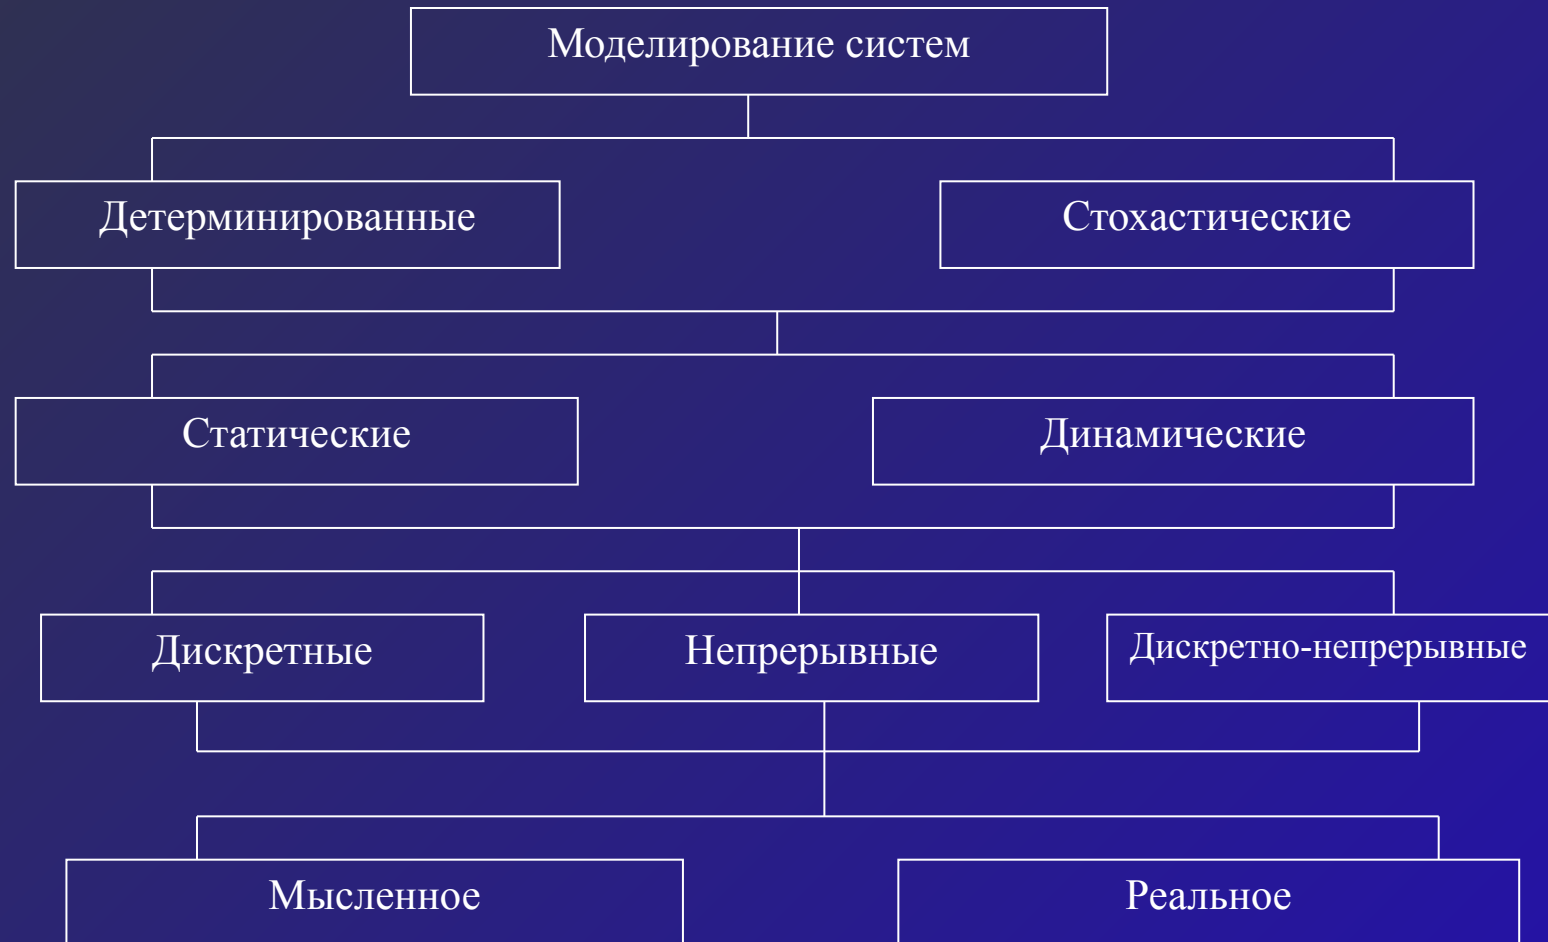 Моделирование систем
Детерминированные
Стохастические
Статические
Динамические
Дискретные
Непрерывные
Дискретно-непрерывные
Мысленное
Реальное